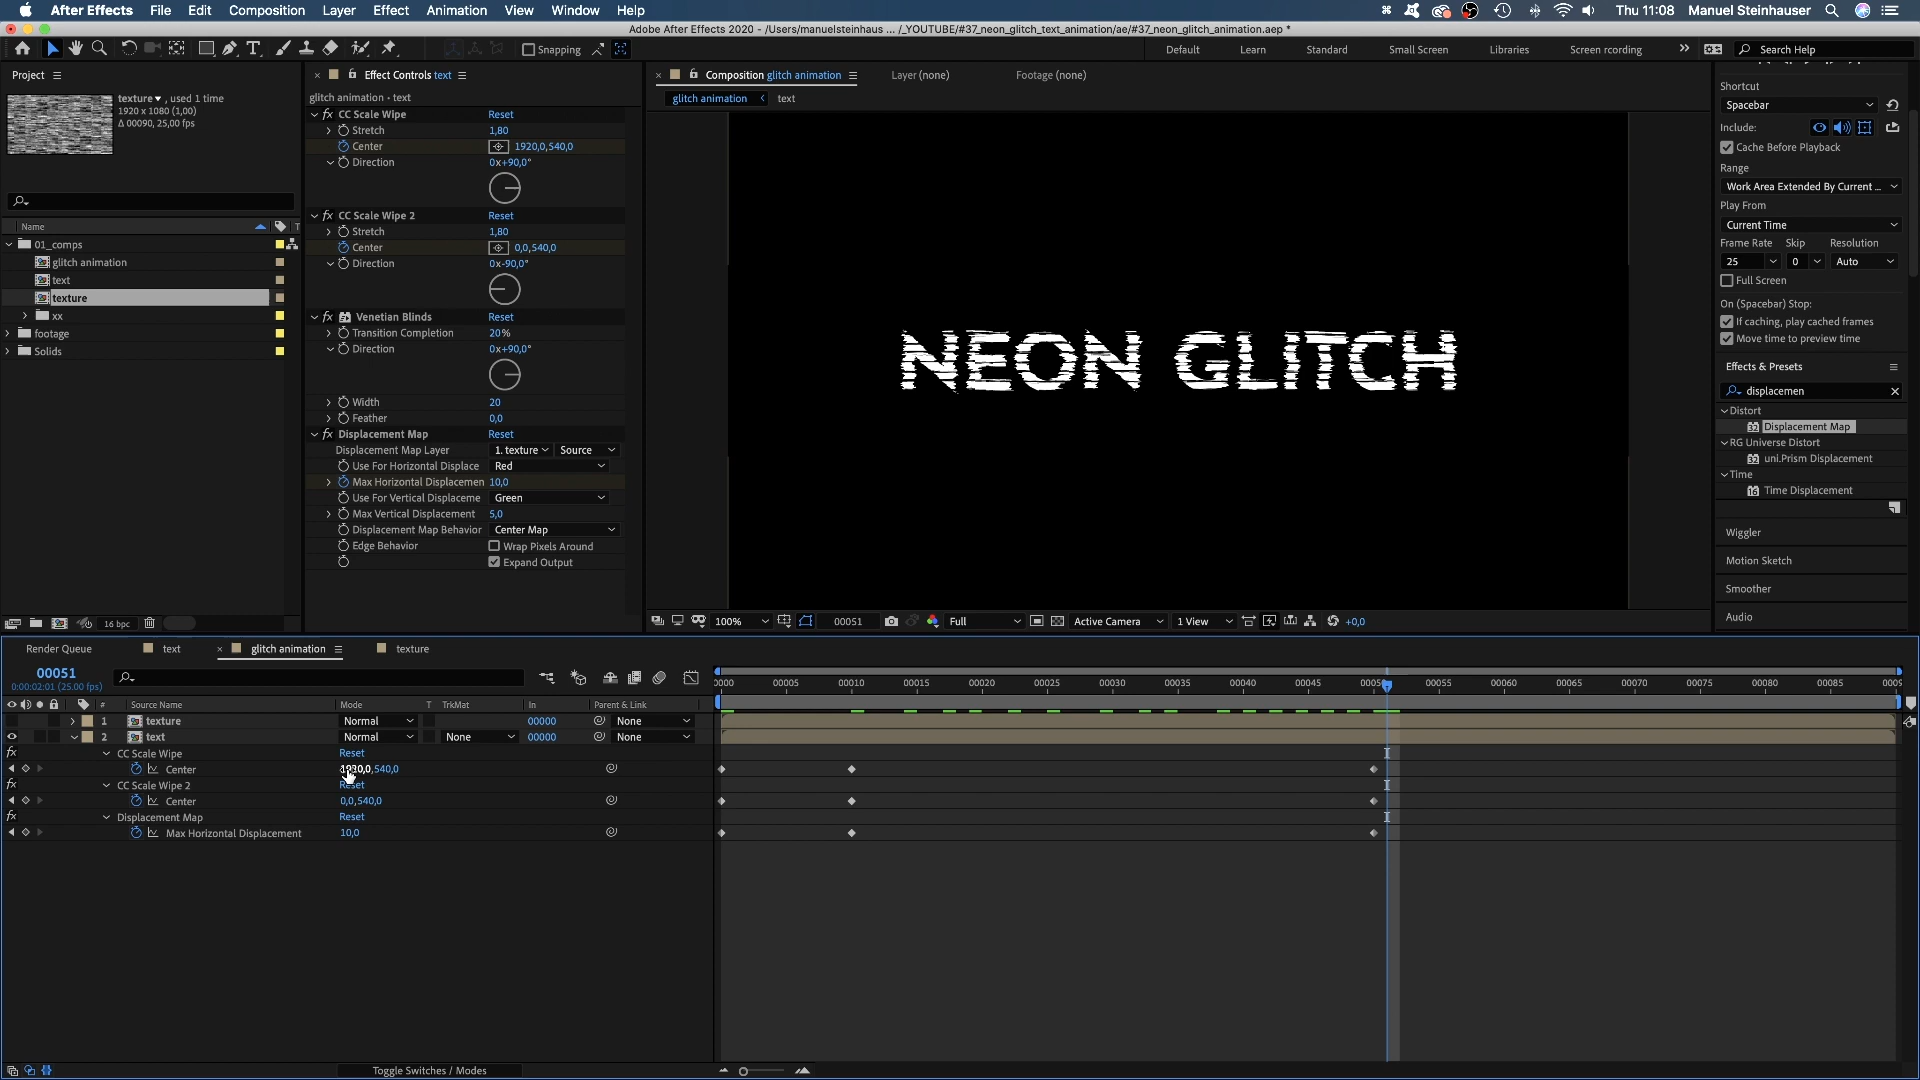 After Effects File Edit Composition Layer Effect Animation View Window Help Thu 11:08 Manuel Steinhauser
Adobe After Effects 2020 - /Users/manuelsteinhaus ... /_YOUTUBE/#37_neon_glitch_text_animation/ae/#37_neon_glitch_animation.aep *
Snapping Default Learn Standard Small Screen Libraries Screen rcording Search Help
Project
texture , used 1 time
1920 x 1080 (1,00)
Δ 00090, 25,00 fps
Name
01_comps
glitch animation
text
texture
xx
footage
Solids
16 bpc
Effect Controls text
glitch animation • text
CC Scale Wipe Reset
Stretch 1,80
Center 1920,0,540,0
Direction 0x+90,0°
CC Scale Wipe 2 Reset
Stretch 1,80
Center 0,0,540,0
Direction 0x-90,0°
Venetian Blinds Reset
Transition Completion 20%
Direction 0x+90,0°
Width 20
Feather 0,0
Displacement Map Reset
Displacement Map Layer 1. texture Source
Use For Horizontal Displace Red
Max Horizontal Displacemen 10,0
Use For Vertical Displaceme Green
Max Vertical Displacement 5,0
Displacement Map Behavior Center Map
Edge Behavior Wrap Pixels Around
Expand Output
Composition glitch animation Layer (none) Footage (none)
glitch animation text
NEON GLITCH
100% 00051 Full Active Camera 1 View +0,0
Shortcut
Spacebar
Include:
Cache Before Playback
Range
Work Area Extended By Current ...
Play From
Current Time
Frame Rate Skip Resolution
25 0 Auto
Full Screen
On (Spacebar) Stop:
If caching, play cached frames
Move time to preview time
Effects & Presets
displacemen
Distort
Displacement Map
RG Universe Distort
uni.Prism Displacement
Time
Time Displacement
Wiggler
Motion Sketch
Smoother
Audio
Render Queue text glitch animation texture
00051
0:00:02:01 (25.00 fps)
0000 00005 00010 00015 00020 00025 00030 00035 00040 00045 00050 00055 00060 00065 00070 00075 00080 00085 0009
# Source Name Mode T TrkMat In Parent & Link
1 texture Normal 00000 None
2 text Normal None 00000 None
CC Scale Wipe Reset
Center 1920,0,540,0
CC Scale Wipe 2 Reset
Center 0,0,540,0
Displacement Map Reset
Max Horizontal Displacement 10,0
Toggle Switches / Modes